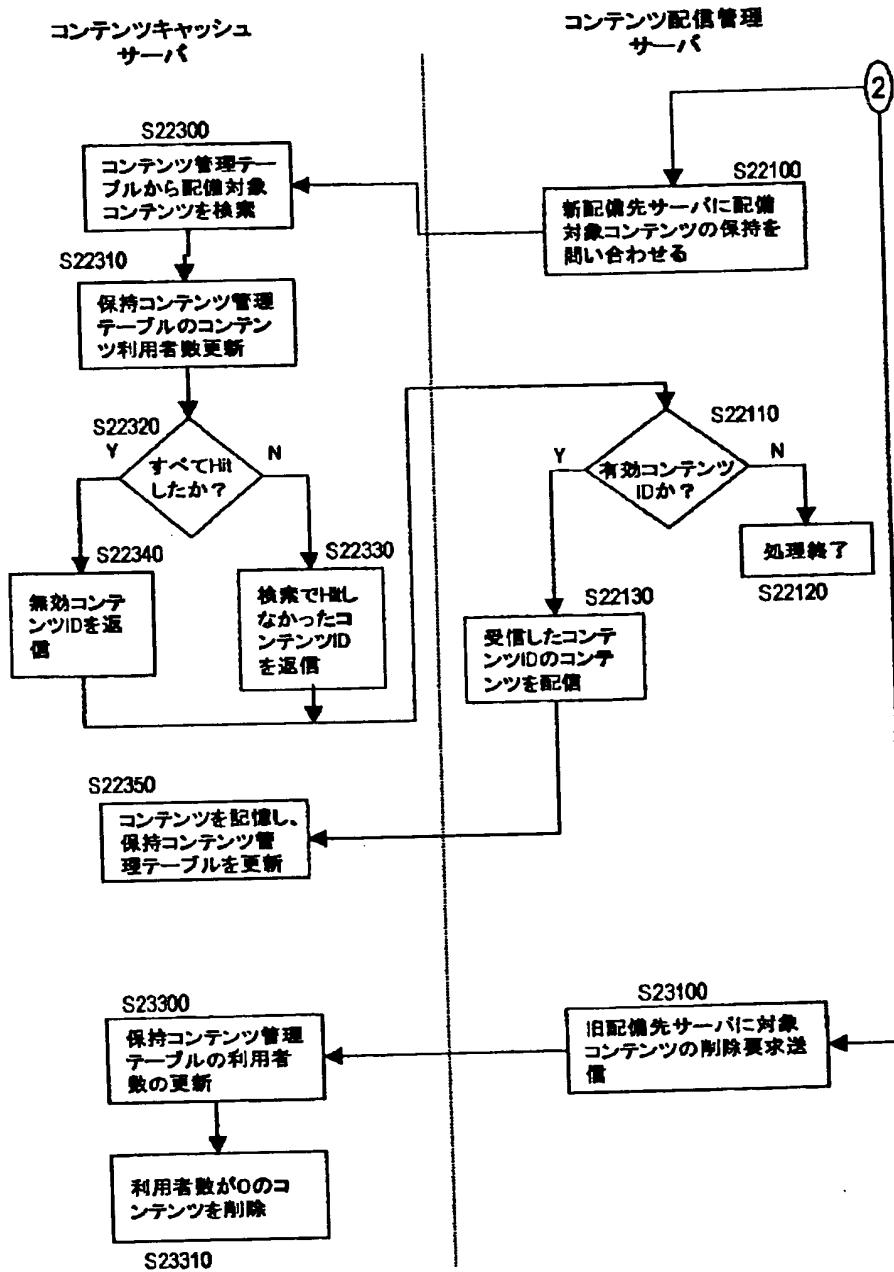 コンテンツキャッシュ
サーバ
コンテンツ配信管理
サーバ
2
S22300
コンテンツ管理テー
ブルから配備対象
コンテンツを検索
S22100
新配備先サーバに配備
対象コンテンツの保持を
問い合わせる
S22310
保持コンテンツ管理
テーブルのコンテン
ツ利用者数更新
S22320
Y
N
すべてHit
したか？
S22110
Y
N
有効コンテンツ
IDか？
処理終了
S22120
S22340
無効コンテ
ンツIDを返
信
S22330
検索でHitし
なかったコ
ンテンツID
を返信
S22130
受信したコンテ
ンツIDのコンテ
ンツを配信
S22350
コンテンツを記憶し、
保持コンテンツ管
理テーブルを更新
S23100
旧配備先サーバに対象
コンテンツの削除要求送
信
S23300
保持コンテンツ管理
テーブルの利用者
数の更新
利用者数が0のコ
ンテンツを削除
S23310